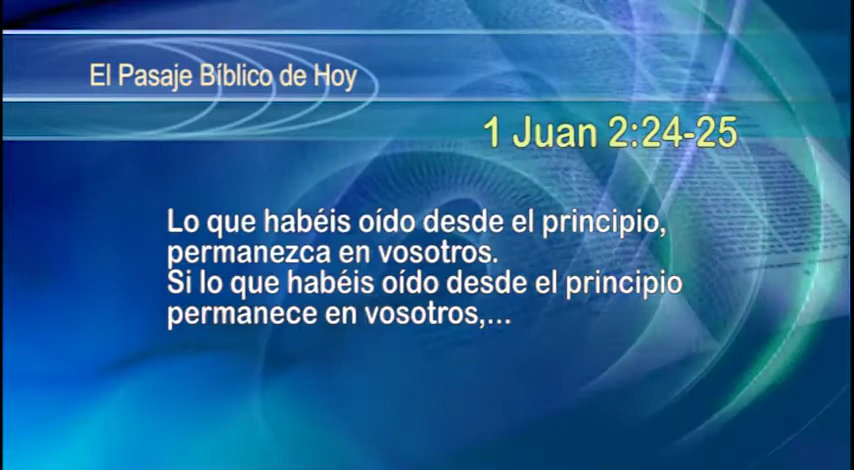 El Pasaje Bíblico de Hoy
1 Juan 2:24-25
Lo que habéis oído desde el principio,
permanezca en vosotros.
Si lo que habéis oído desde el principio
permanece en vosotros,...